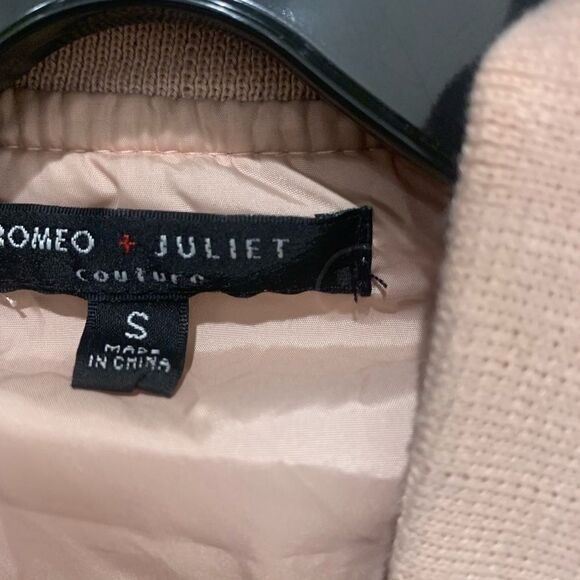 ROMEO + JULIET
couture
S
MADE
IN CHINA